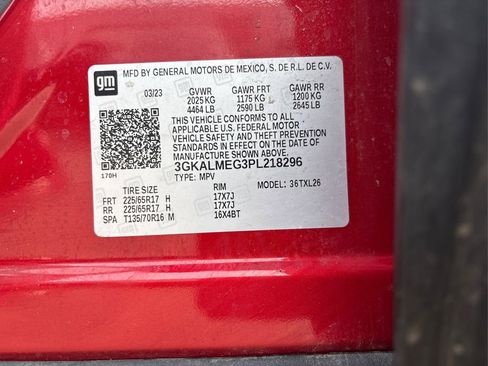 gm
MFD BY GENERAL MOTORS DE MEXICO, S. DE R.L. DE C.V.
03/23 GVWR GAWR FRT GAWR RR
2025 KG 1175 KG 1200 KG
4464 LB 2590 LB 2645 LB
THIS VEHICLE CONFORMS TO ALL
APPLICABLE U.S. FEDERAL MOTOR
VEHICLE SAFETY AND THEFT PREVENTION
STANDARDS IN EFFECT ON THE DATE OF
MANUFACTURE SHOWN ABOVE.
3GKALMEG3PL218296
170H TYPE: MPV
TIRE SIZE RIM MODEL: 36TXL26
FRT 225/65R17 H 17X7J
RR 225/65R17 H 17X7J
SPA T135/70R16 M 16X4BT